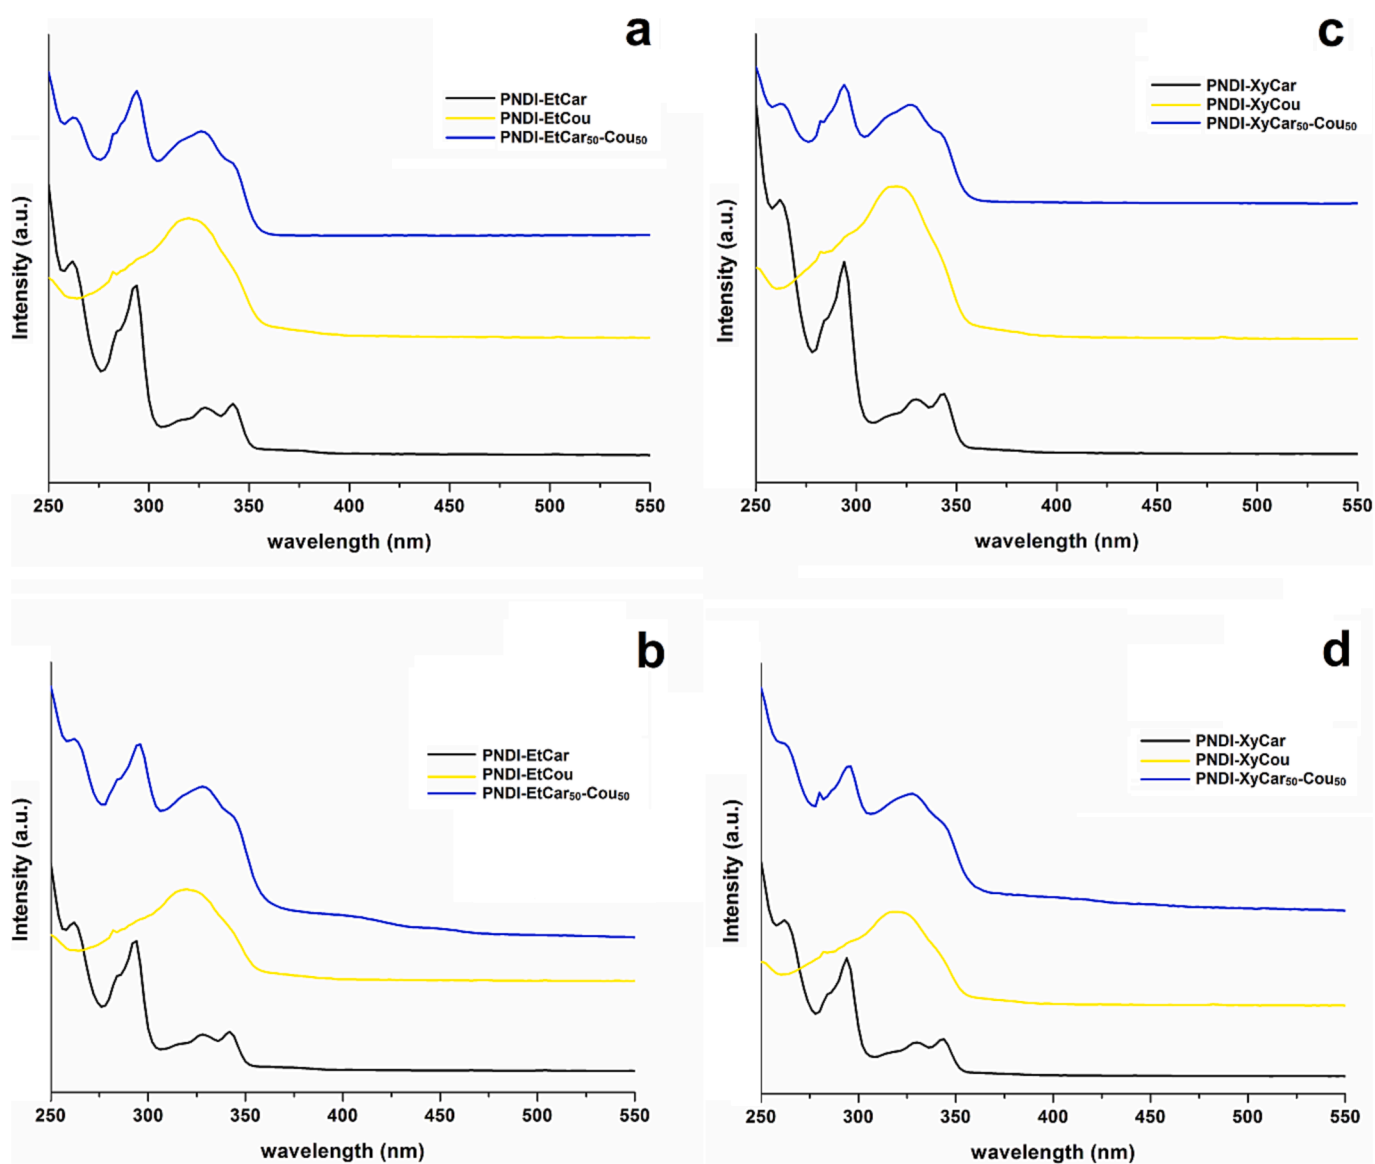 a
PNDI-EtCar
PNDI-EtCou
PNDI-EtCar₅₀-Cou₅₀
Intensity (a.u.)
250 300 350 400 450 500 550
wavelength (nm)
c
PNDI-XyCar
PNDI-XyCou
PNDI-XyCar₅₀-Cou₅₀
Intensity (a.u.)
250 300 350 400 450 500 550
wavelength (nm)
b
PNDI-EtCar
PNDI-EtCou
PNDI-EtCar₅₀-Cou₅₀
Intensity (a.u.)
250 300 350 400 450 500 550
wavelength (nm)
d
PNDI-XyCar
PNDI-XyCou
PNDI-XyCar₅₀-Cou₅₀
Intensity (a.u.)
250 300 350 400 450 500 550
wavelength (nm)